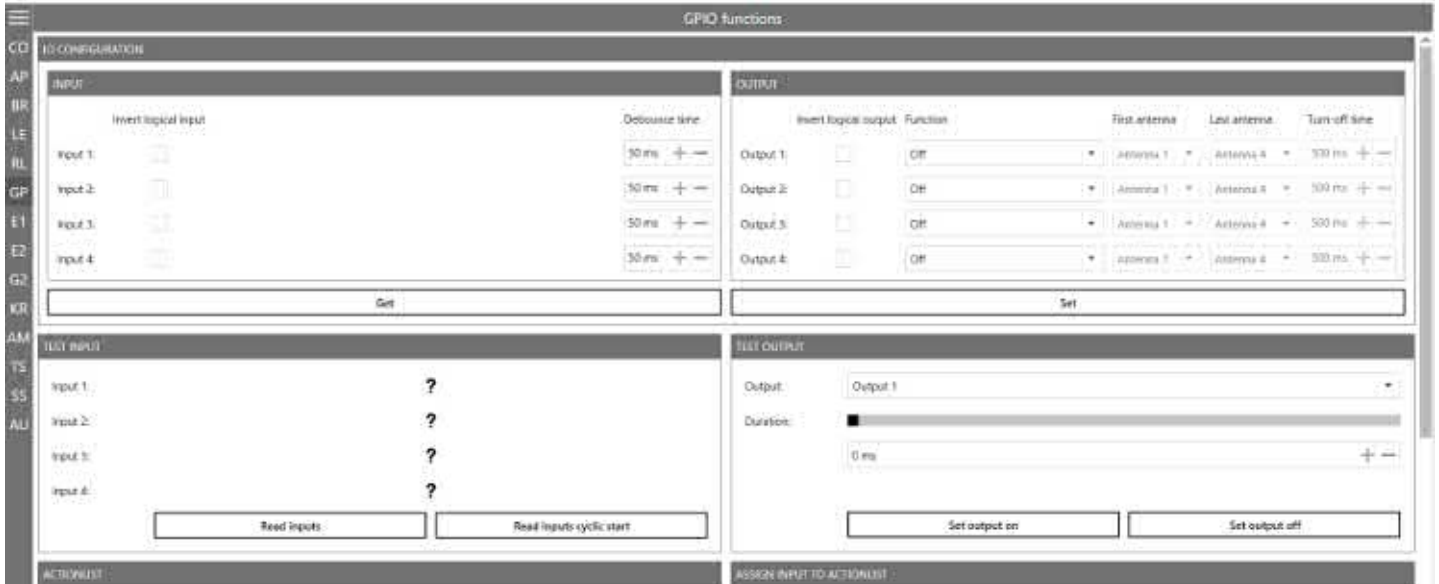 GPIO functions
CO
AP
BR
LE
RL
GP
E1
E2
G2
KR
AM
TS
SS
AU
IO CONFIGURATION
INPUT
Invert logical input Debounce time
Input 1: 50 ms + −
Input 2: 50 ms + −
Input 3: 50 ms + −
Input 4: 50 ms + −
Get
OUTPUT
Invert logical output Function First antenna Last antenna Turn-off time
Output 1: Off Antenna 1 Antenna 4 500 ms + −
Output 2: Off Antenna 1 Antenna 4 500 ms + −
Output 3: Off Antenna 1 Antenna 4 500 ms + −
Output 4: Off Antenna 1 Antenna 4 500 ms + −
Set
TEST INPUT
Input 1: ?
Input 2: ?
Input 3: ?
Input 4: ?
Read inputs Read inputs cyclic start
TEST OUTPUT
Output: Output 1
Duration:
0 ms + −
Set output on Set output off
ACTIONLIST
ASSIGN INPUT TO ACTIONLIST